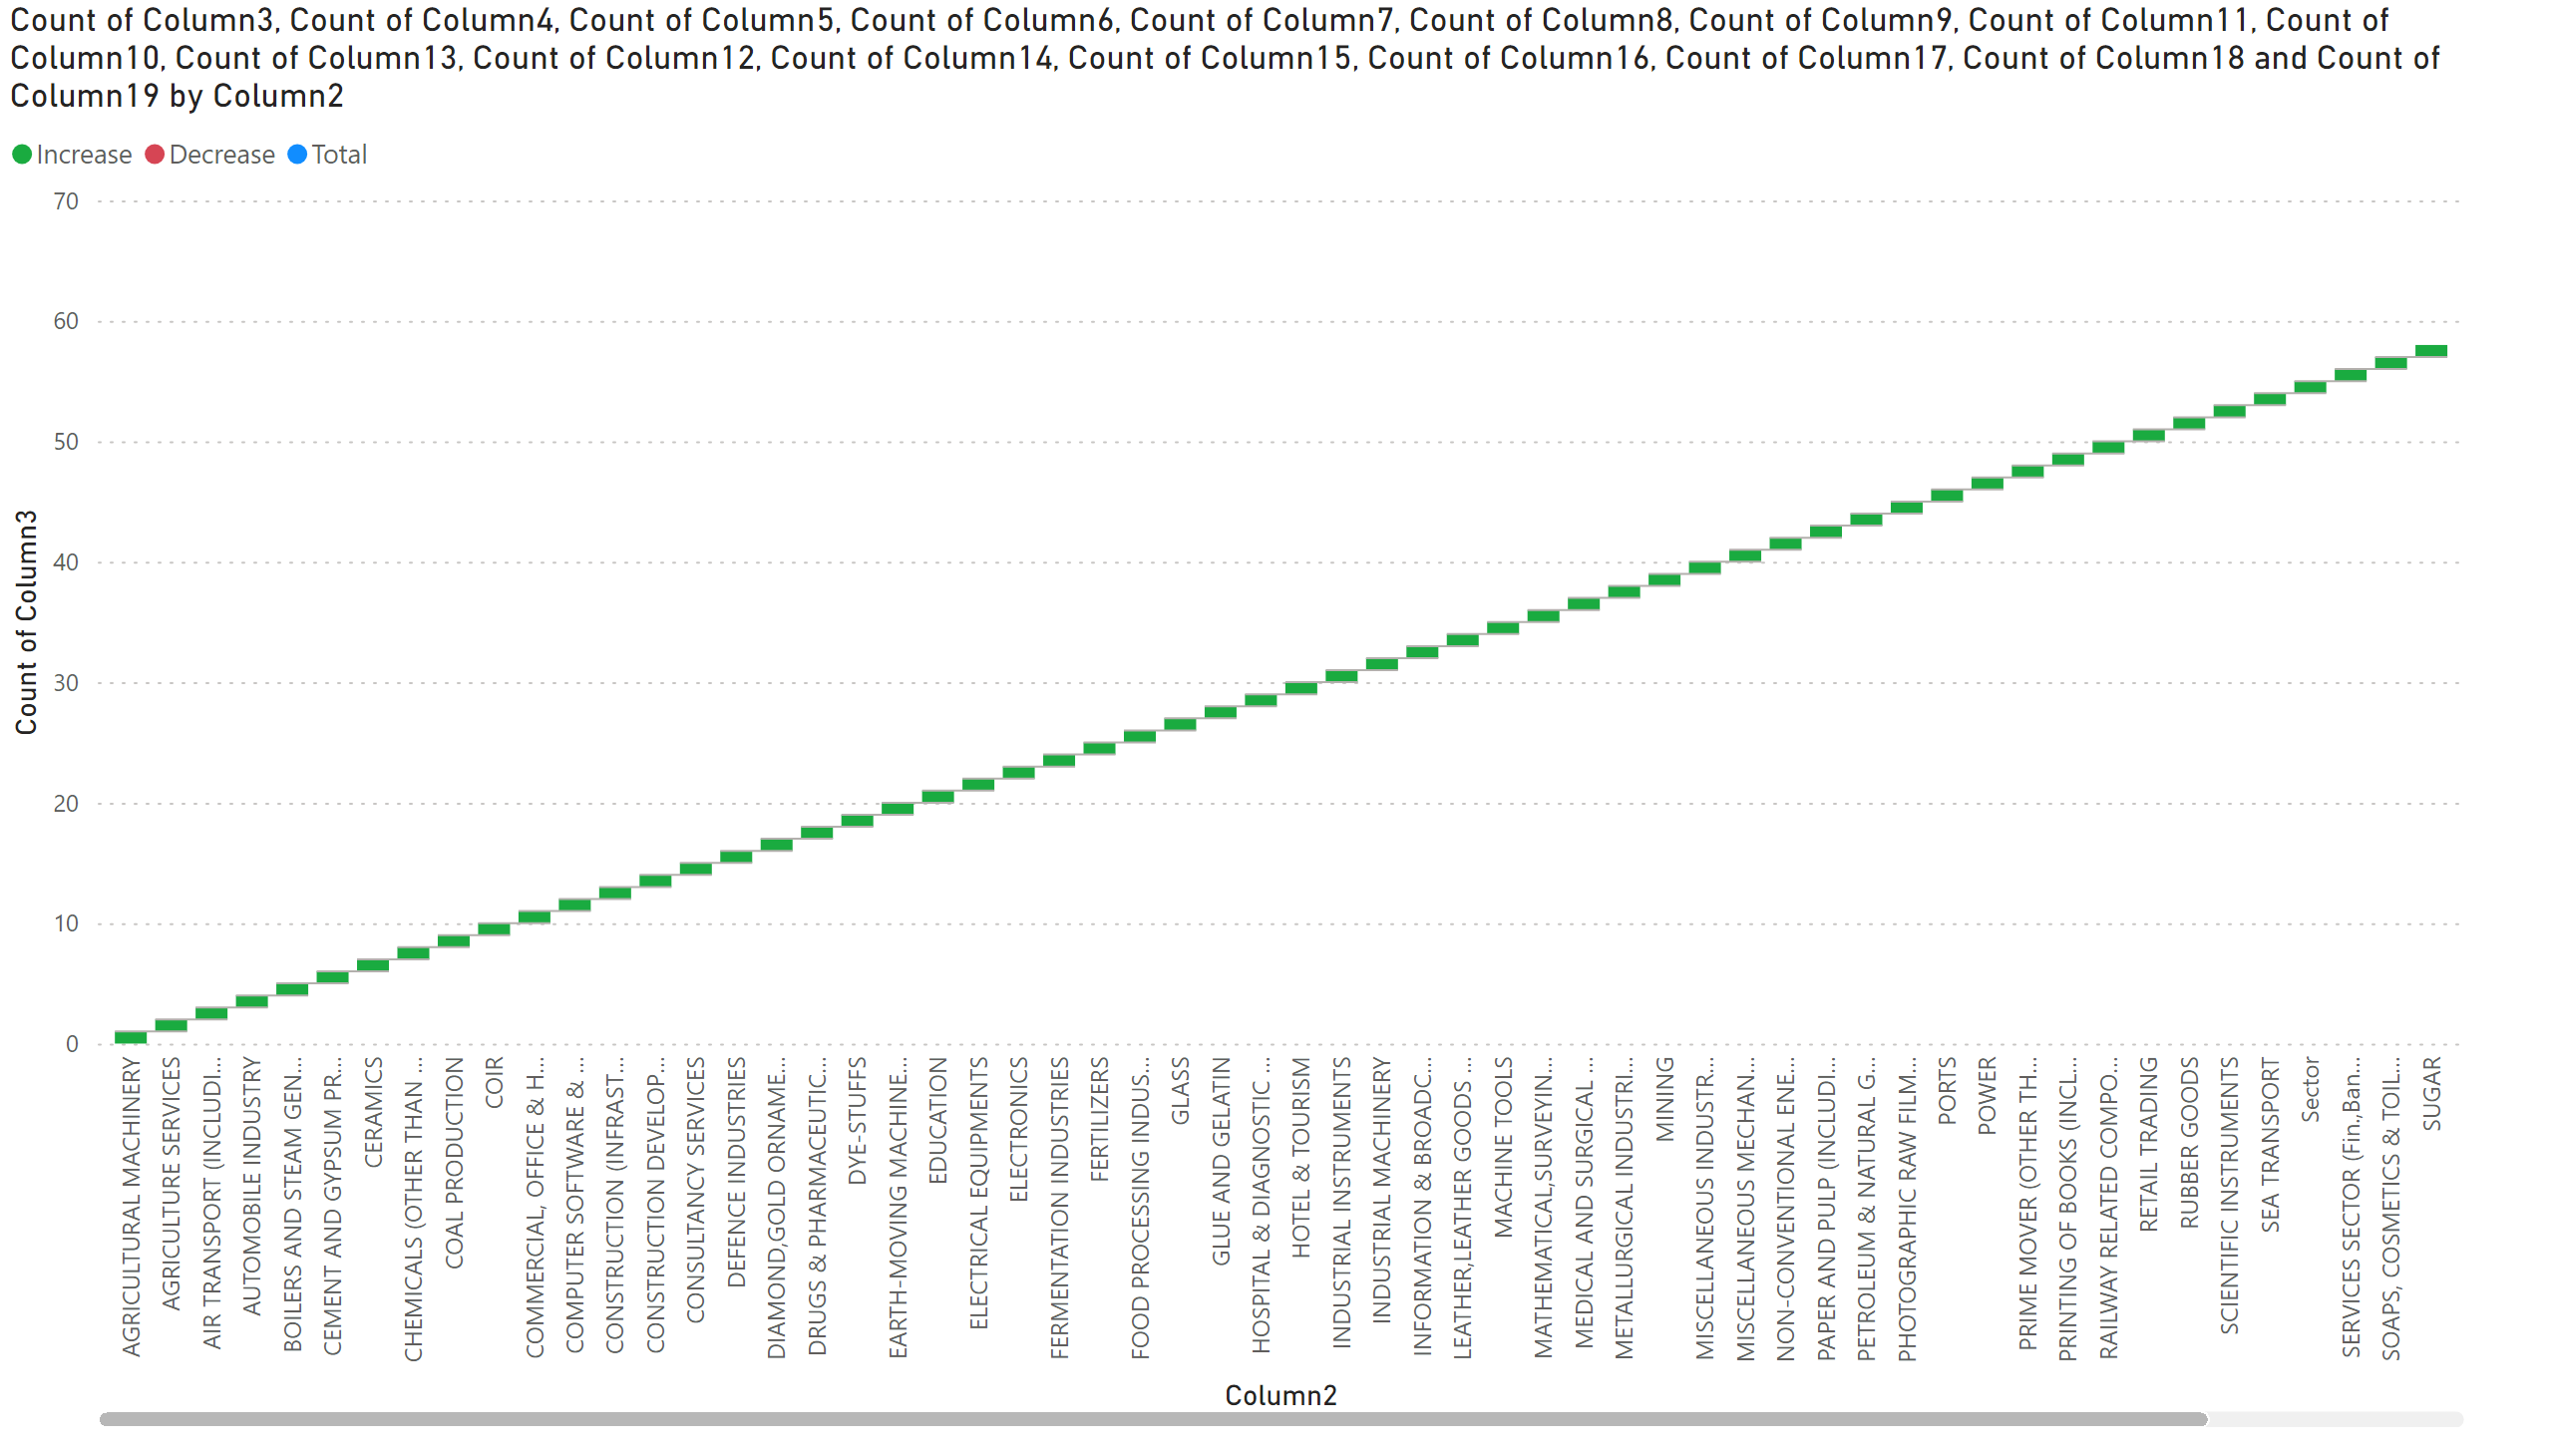 Count of Column3, Count of Column4, Count of Column5, Count of Column6, Count of Column7, Count of Column8, Count of Column9, Count of Column11, Count of
Column10, Count of Column13, Count of Column12, Count of Column14, Count of Column15, Count of Column16, Count of Column17, Count of Column18 and Count of
Column19 by Column2
Increase Decrease Total
70
60
50
40
30
20
10
0
Count of Column3
AGRICULTURAL MACHINERY
AGRICULTURE SERVICES
AIR TRANSPORT (INCLUDI...
AUTOMOBILE INDUSTRY
BOILERS AND STEAM GEN...
CEMENT AND GYPSUM PR...
CERAMICS
CHEMICALS (OTHER THAN ...
COAL PRODUCTION
COIR
COMMERCIAL, OFFICE & H...
COMPUTER SOFTWARE & ...
CONSTRUCTION (INFRAST...
CONSTRUCTION DEVELOP...
CONSULTANCY SERVICES
DEFENCE INDUSTRIES
DIAMOND,GOLD ORNAME...
DRUGS & PHARMACEUTIC...
DYE-STUFFS
EARTH-MOVING MACHINE...
EDUCATION
ELECTRICAL EQUIPMENTS
ELECTRONICS
FERMENTATION INDUSTRIES
FERTILIZERS
FOOD PROCESSING INDUS...
GLASS
GLUE AND GELATIN
HOSPITAL & DIAGNOSTIC ...
HOTEL & TOURISM
INDUSTRIAL INSTRUMENTS
INDUSTRIAL MACHINERY
INFORMATION & BROADC...
LEATHER,LEATHER GOODS ...
MACHINE TOOLS
MATHEMATICAL,SURVEYIN...
MEDICAL AND SURGICAL ...
METALLURGICAL INDUSTRI...
MINING
MISCELLANEOUS INDUSTR...
MISCELLANEOUS MECHAN...
NON-CONVENTIONAL ENE...
PAPER AND PULP (INCLUDI...
PETROLEUM & NATURAL G...
PHOTOGRAPHIC RAW FILM...
PORTS
POWER
PRIME MOVER (OTHER TH...
PRINTING OF BOOKS (INCL...
RAILWAY RELATED COMPO...
RETAIL TRADING
RUBBER GOODS
SCIENTIFIC INSTRUMENTS
SEA TRANSPORT
Sector
SERVICES SECTOR (Fin.,Ban...
SOAPS, COSMETICS & TOIL...
SUGAR
Column2